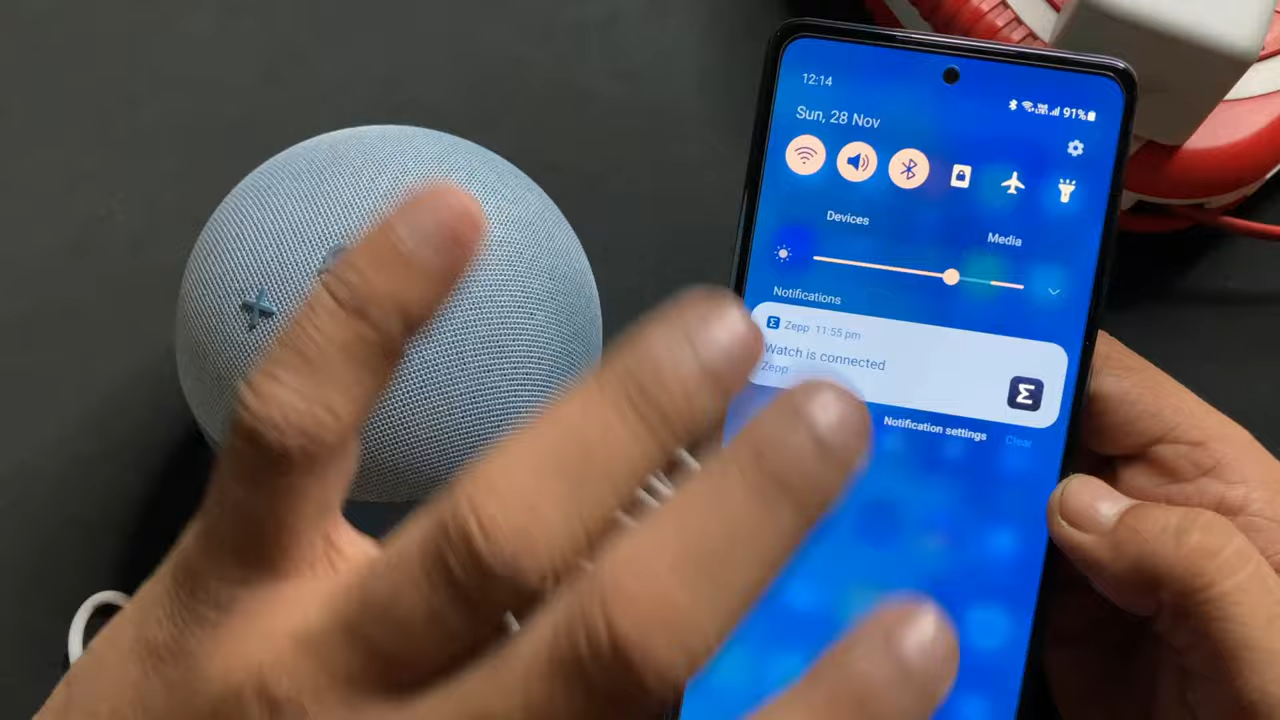 12:14
91%
Sun, 28 Nov
Devices
Media
Notifications
Zepp 11:55 pm
Watch is connected
Zepp
Notification settings
Clear